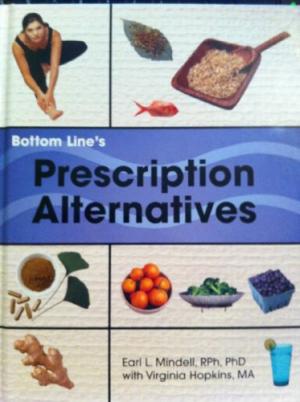 Bottom Line's
Prescription
Alternatives
Earl L. Mindell, RPh, PhD
with Virginia Hopkins, MA